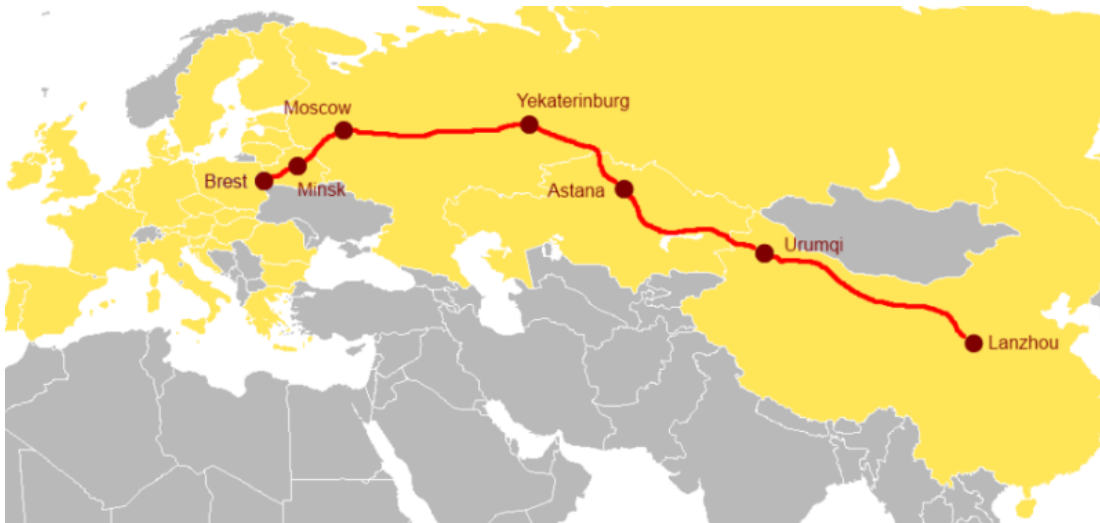 Yekaterinburg
Moscow
Brest
Minsk
Astana
Urumqi
Lanzhou